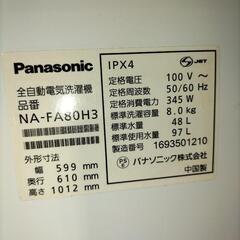 Panasonic
全自動電気洗濯機
品番
NA-FA80H3
外形寸法
幅 599 mm
奥行 610 mm
高さ 1012 mm
IPX4
JET
定格電圧 100 V ～
定格周波数 50/60 Hz
定格消費電力 345 W
標準洗濯容量 8.0 kg
標準水量 48 L
標準使用水量 97 L
製造番号 1693501210
PS E
パナソニック株式会社
中国製